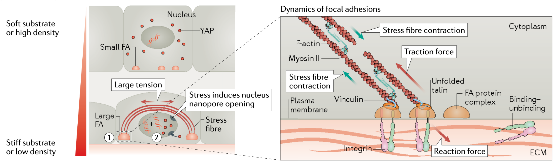 Soft substrate
or high density
Nucleus
YAP
Small FA
Large tension
Stress induces nucleus
nanopore opening
Large
FA
1
2
Stress
fibre
Stiff substrate
or low density
Dynamics of focal adhesions
Stress fibre contraction
Cytoplasm
F-actin
Myosin II
Traction force
Stress fibre
contraction
Unfolded
talin
FA protein
complex
Plasma
membrane
Vinculin
Binding–
unbinding
Integrin
Reaction force
ECM